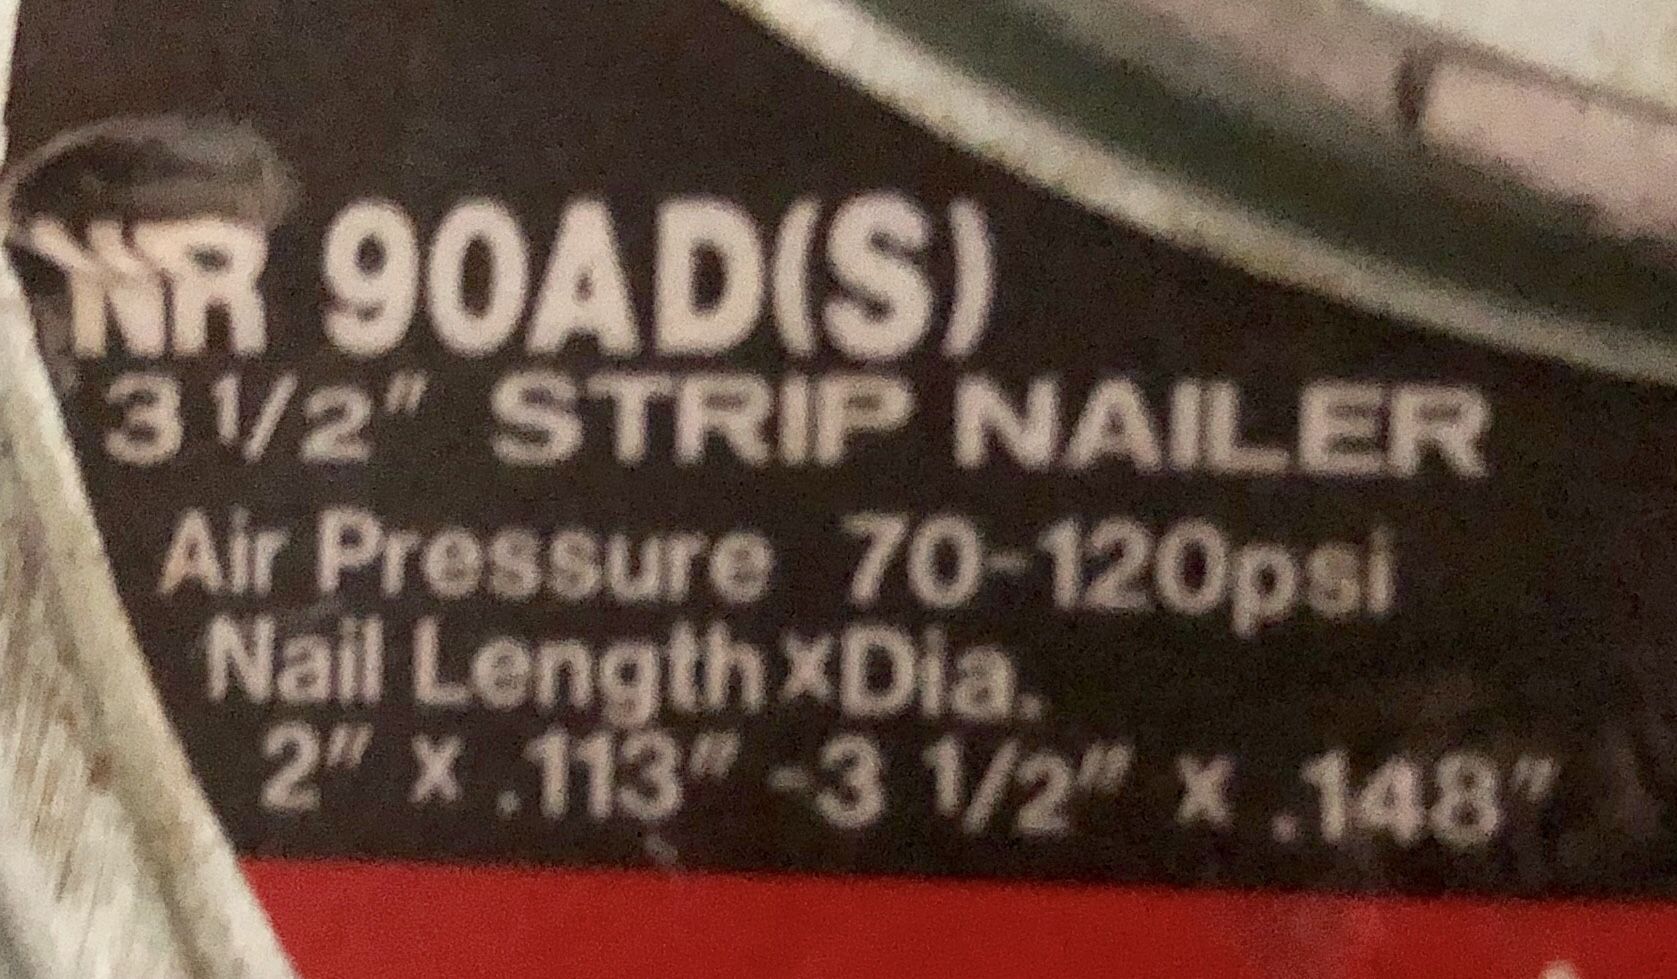 NR 90AD(S)
3 1/2" STRIP NAILER
Air Pressure 70-120psi
Nail Length×Dia.
2" x .113" -3 1/2" x .148"